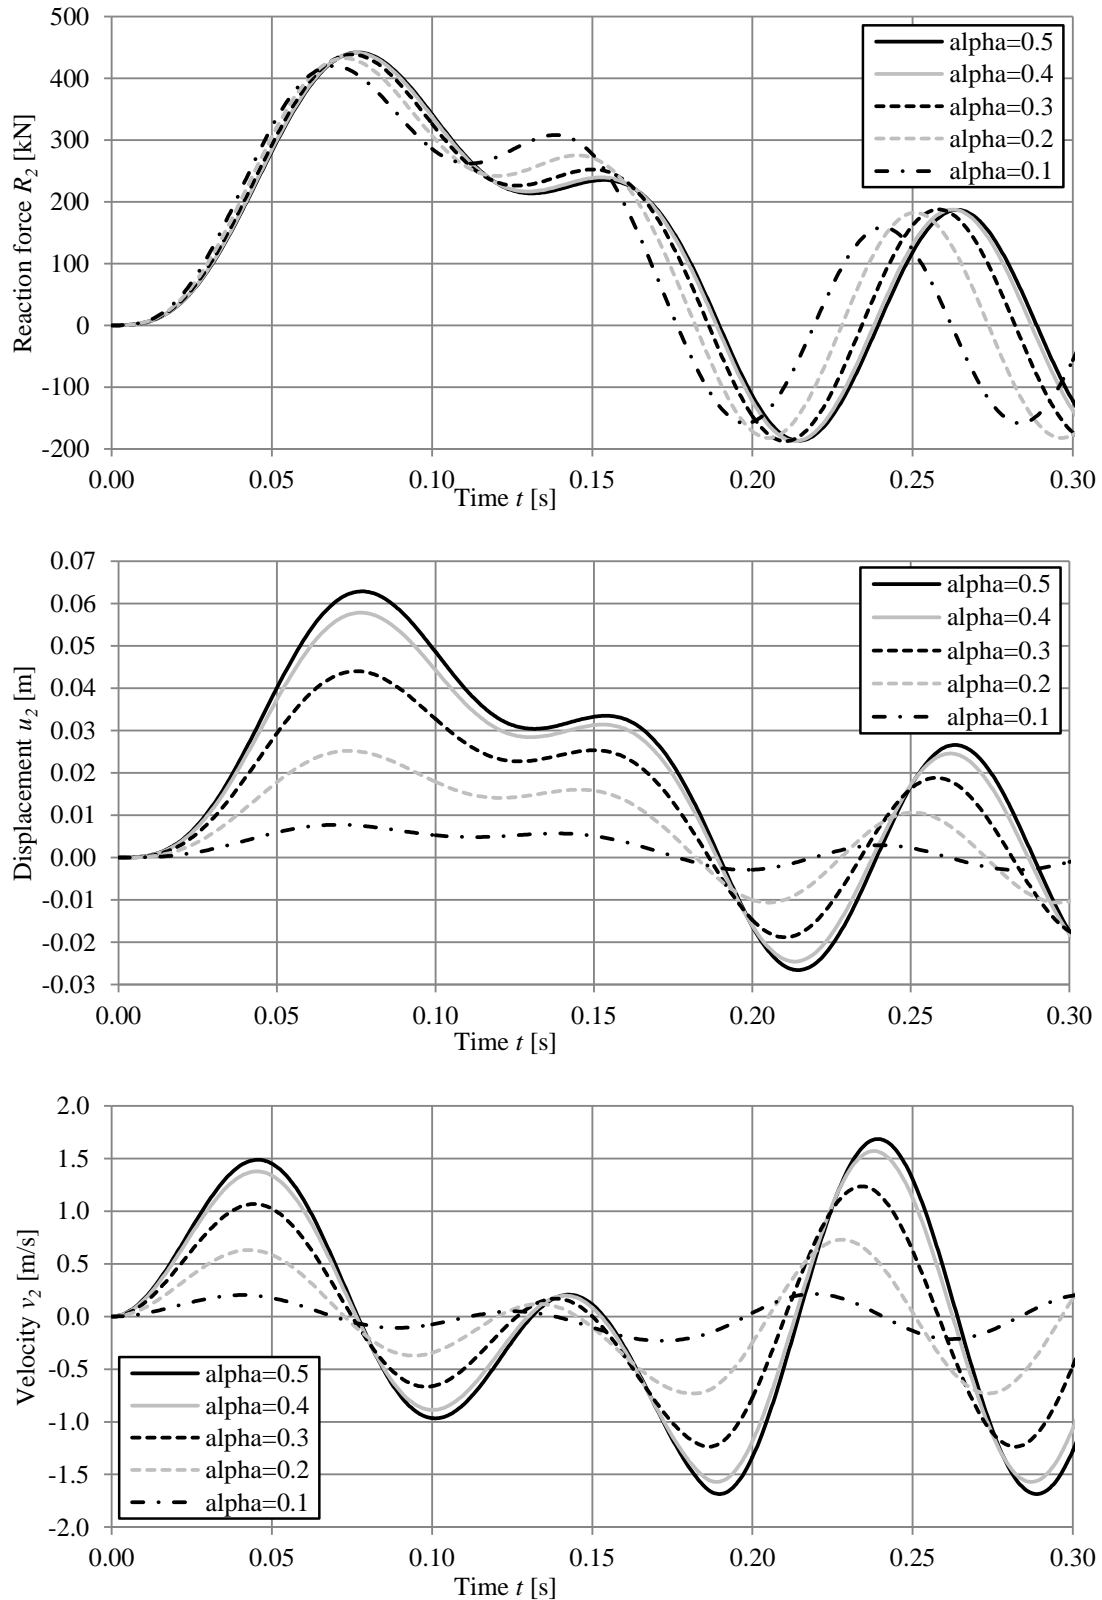 Reaction force R2 [kN]
500
400
300
200
100
0
-100
-200
alpha=0.5
alpha=0.4
alpha=0.3
alpha=0.2
alpha=0.1
0.00 0.05 0.10 0.15 0.20 0.25 0.30
Time t [s]
Displacement u2 [m]
0.07
0.06
0.05
0.04
0.03
0.02
0.01
0.00
-0.01
-0.02
-0.03
alpha=0.5
alpha=0.4
alpha=0.3
alpha=0.2
alpha=0.1
0.00 0.05 0.10 0.15 0.20 0.25 0.30
Time t [s]
Velocity v2 [m/s]
2.0
1.5
1.0
0.5
0.0
-0.5
-1.0
-1.5
-2.0
alpha=0.5
alpha=0.4
alpha=0.3
alpha=0.2
alpha=0.1
0.00 0.05 0.10 0.15 0.20 0.25 0.30
Time t [s]